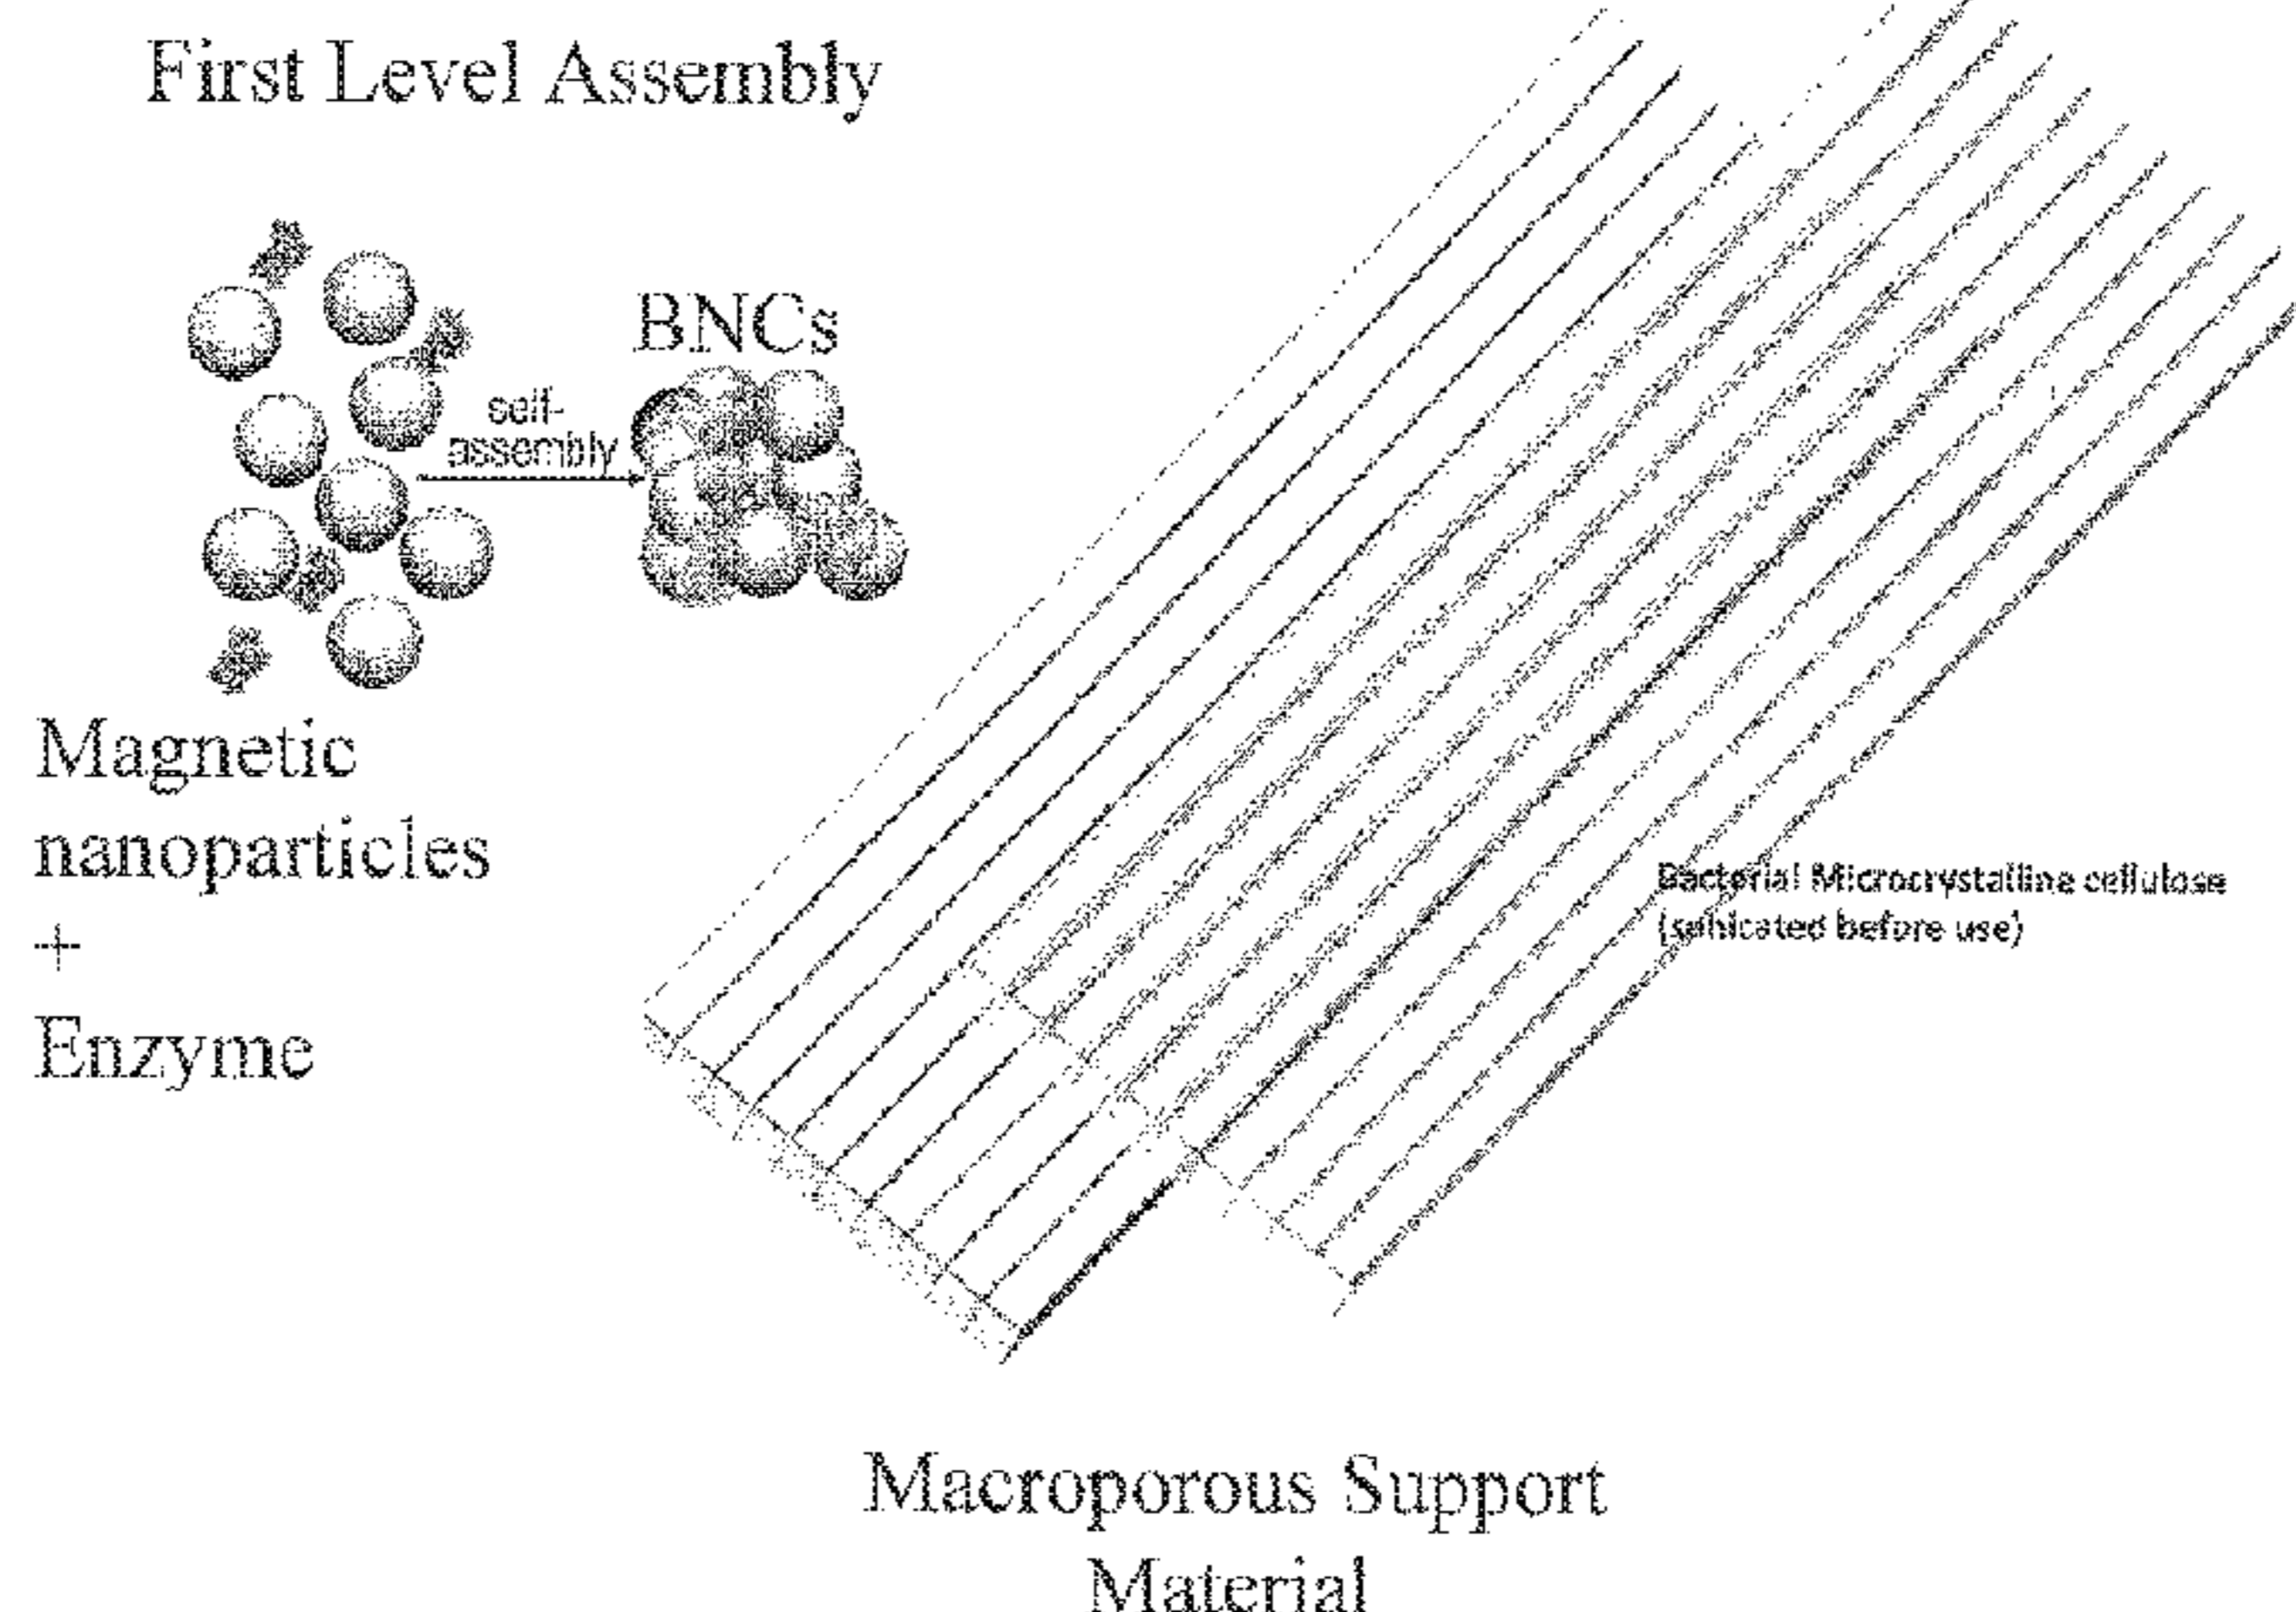 First Level Assembly
BNCs
self-
assembly
Magnetic
nanoparticles
+
Enzyme
Bacterial Microcrystalline cellulose
(sonicated before use)
Macroporous Support
Material